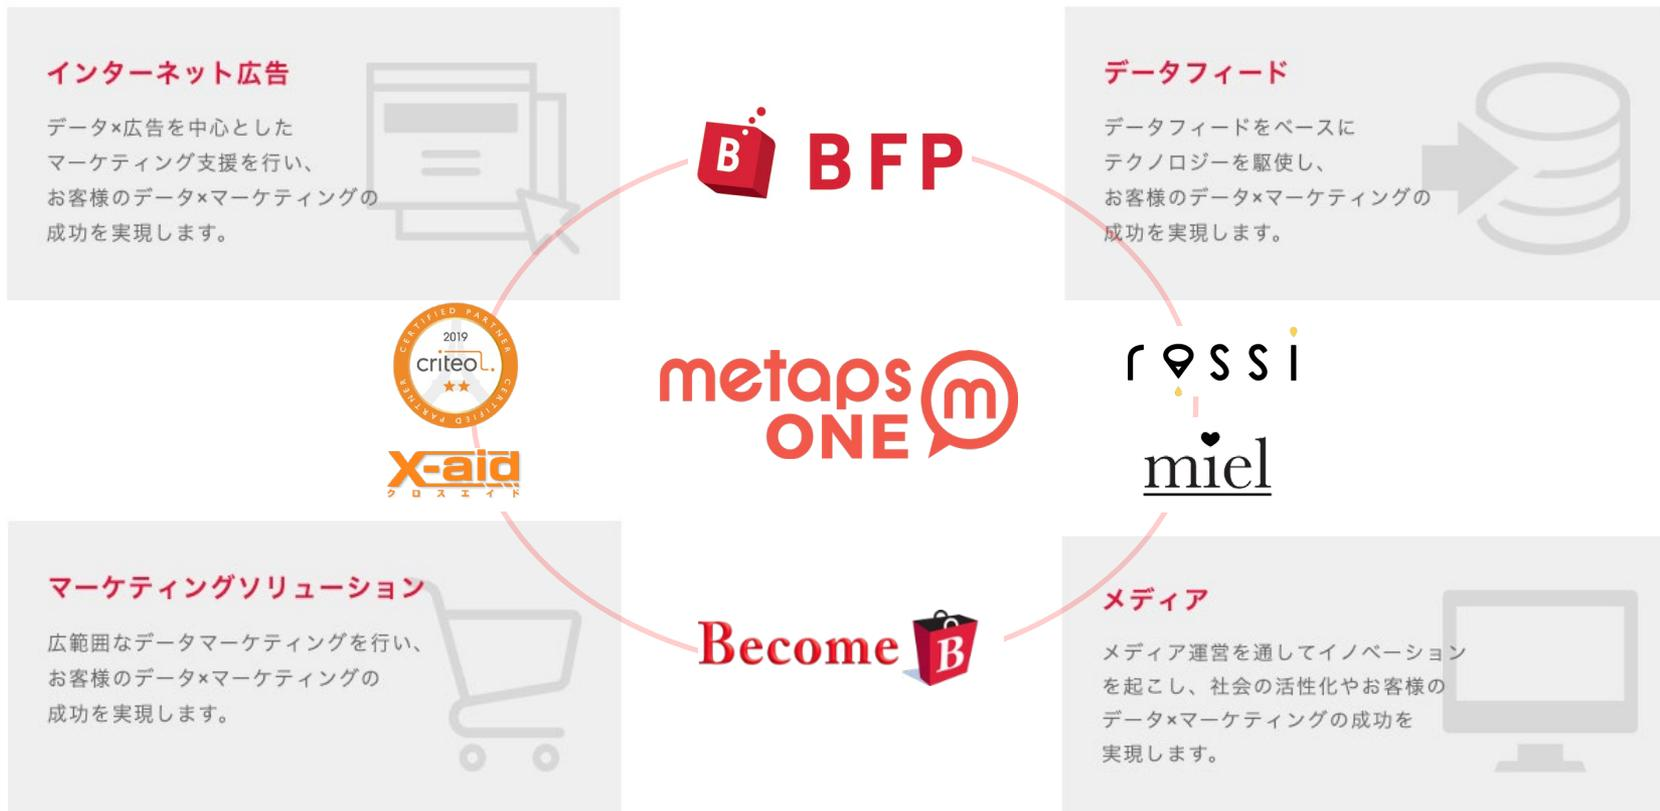 インターネット広告
データ×広告を中心とした
マーケティング支援を行い、
お客様のデータ×マーケティングの
成功を実現します。
B BFP
データフィード
データフィードをベースに
テクノロジーを駆使し、
お客様のデータ×マーケティングの
成功を実現します。
CERTIFIED PARTNER
2019
criteo
CERTIFIED PARTNER
X-aid
クロスエイド
metaps
ONE m
rossi
miel
マーケティングソリューション
広範囲なデータマーケティングを行い、
お客様のデータ×マーケティングの
成功を実現します。
Become B
メディア
メディア運営を通してイノベーション
を起こし、社会の活性化やお客様の
データ×マーケティングの成功を
実現します。